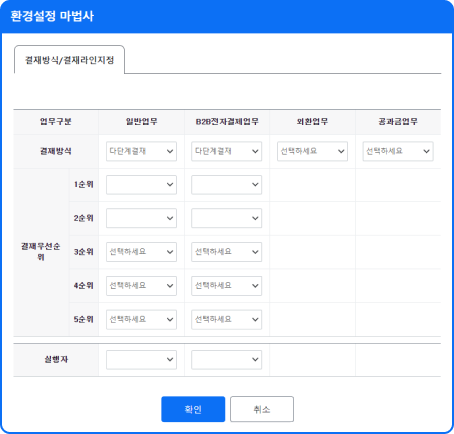 환경설정 마법사
결재방식/결재라인지정
업무구분 일반업무 B2B전자결제업무 외환업무 공과금업무
결재방식 다단계결재 다단계결재 선택하세요 선택하세요
결재우선순
위
1순위
2순위
3순위 선택하세요 선택하세요
4순위 선택하세요 선택하세요
5순위 선택하세요 선택하세요
실행자
확인 취소